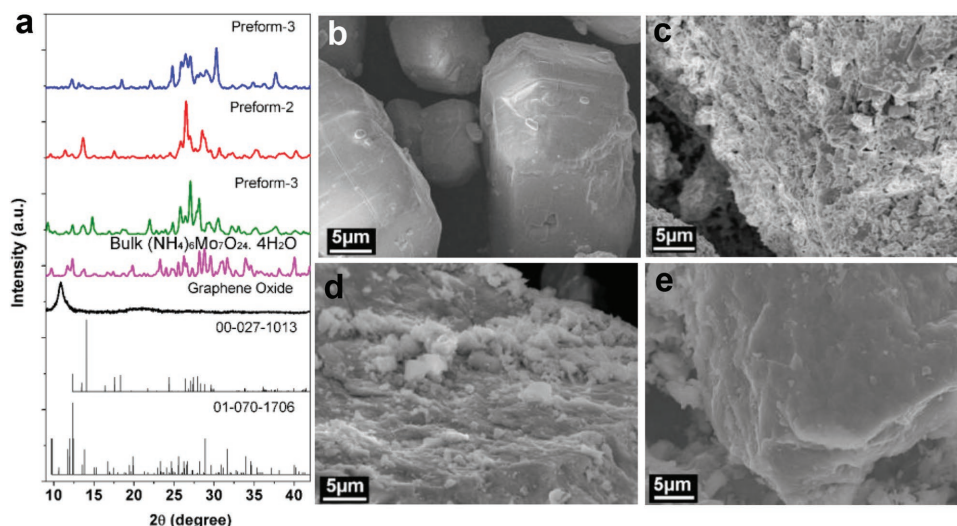 a
Preform-3
Preform-2
Preform-3
Bulk (NH₄)₆Mo₇O₂₄. 4H₂O
Graphene Oxide
00-027-1013
01-070-1706
Intensity (a.u.)
10 15 20 25 30 35 40
2θ (degree)
b
5μm
c
5μm
d
5μm
e
5μm